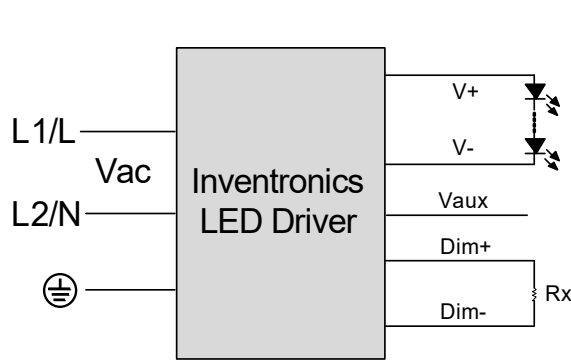 L1/L
Vac
L2/N
Inventronics
LED Driver
V+
V-
Vaux
Dim+
Dim-
Rx